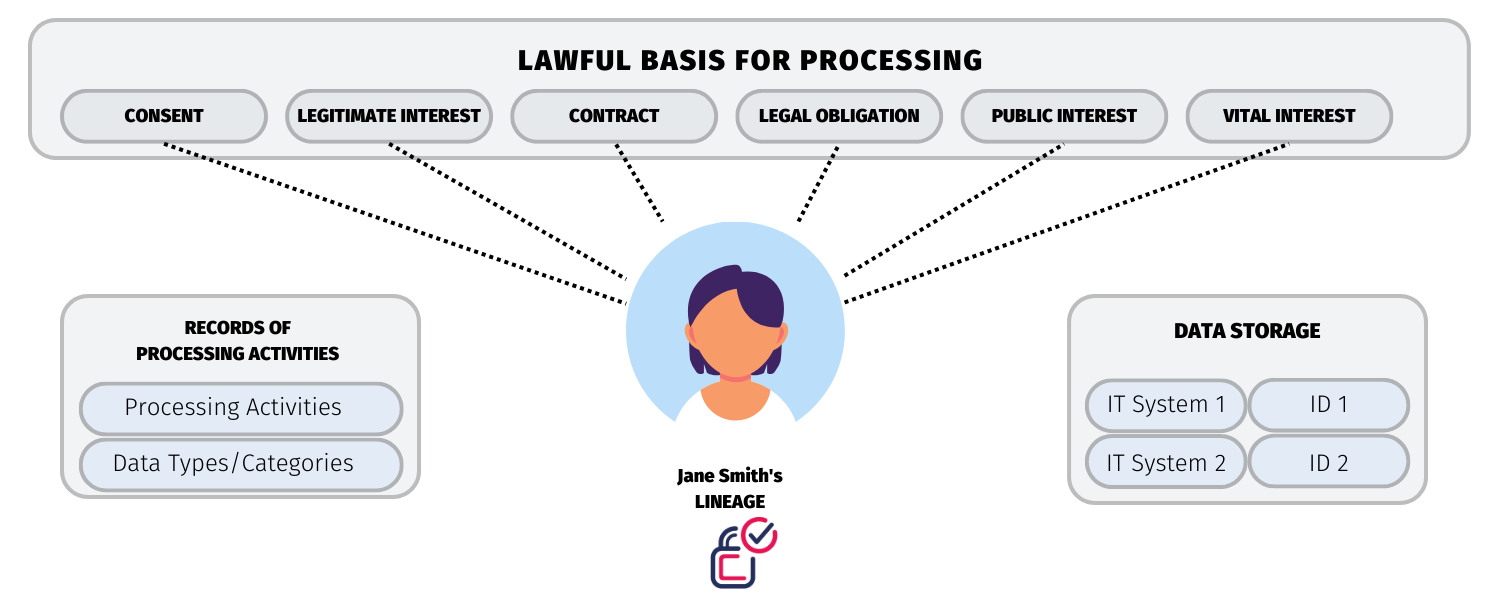 LAWFUL BASIS FOR PROCESSING
CONSENT
LEGITIMATE INTEREST
CONTRACT
LEGAL OBLIGATION
PUBLIC INTEREST
VITAL INTEREST
RECORDS OF
PROCESSING ACTIVITIES
Processing Activities
Data Types/Categories
Jane Smith's
LINEAGE
DATA STORAGE
IT System 1
ID 1
IT System 2
ID 2